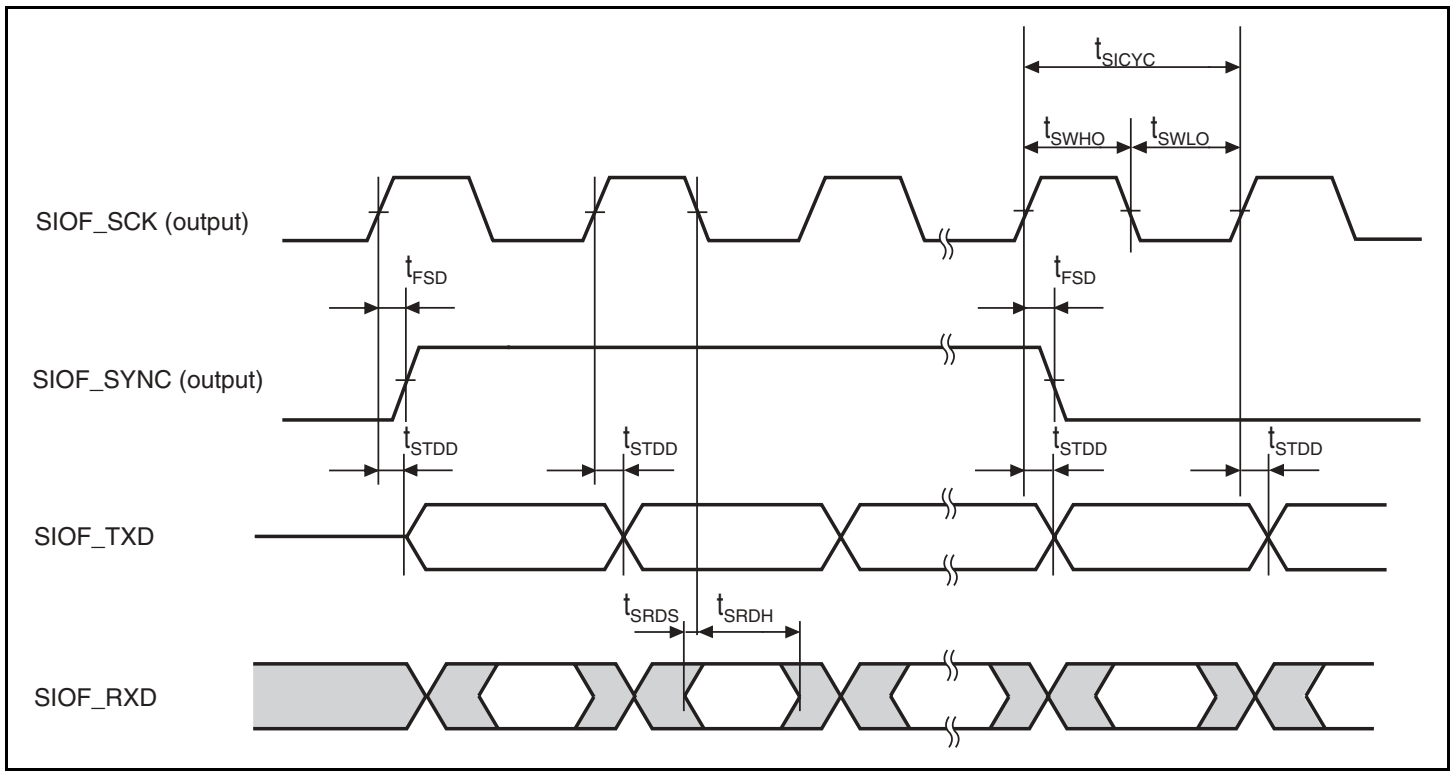 tSICYC
tSWHO tSWLO
SIOF_SCK (output)
tFSD tFSD
SIOF_SYNC (output)
tSTDD tSTDD tSTDD tSTDD
SIOF_TXD
tSRDS tSRDH
SIOF_RXD